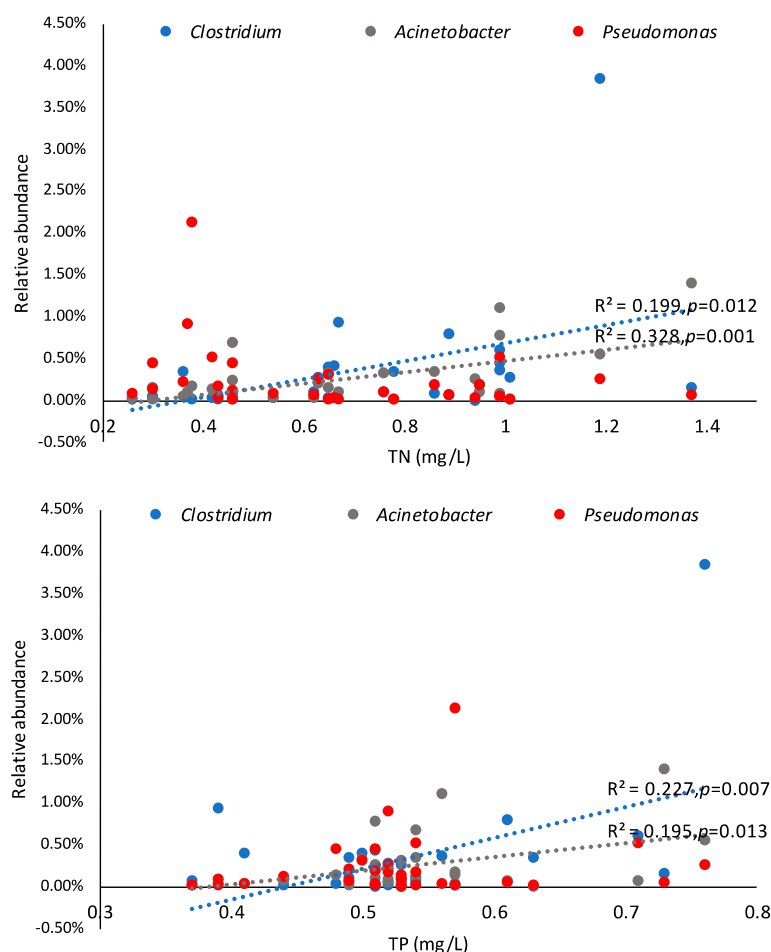 4.50%
Clostridium Acinetobacter Pseudomonas
4.00%
3.50%
3.00%
2.50%
2.00%
1.50%
1.00%
0.50%
0.00%
-0.50%
Relative abundance
R² = 0.199,p=0.012
R² = 0.328,p=0.001
0.2 0.4 0.6 0.8 1 1.2 1.4
TN (mg/L)
4.50%
Clostridium Acinetobacter Pseudomonas
4.00%
3.50%
3.00%
2.50%
2.00%
1.50%
1.00%
0.50%
0.00%
-0.50%
Relative abundance
R² = 0.227,p=0.007
R² = 0.195,p=0.013
0.3 0.4 0.5 0.6 0.7 0.8
TP (mg/L)